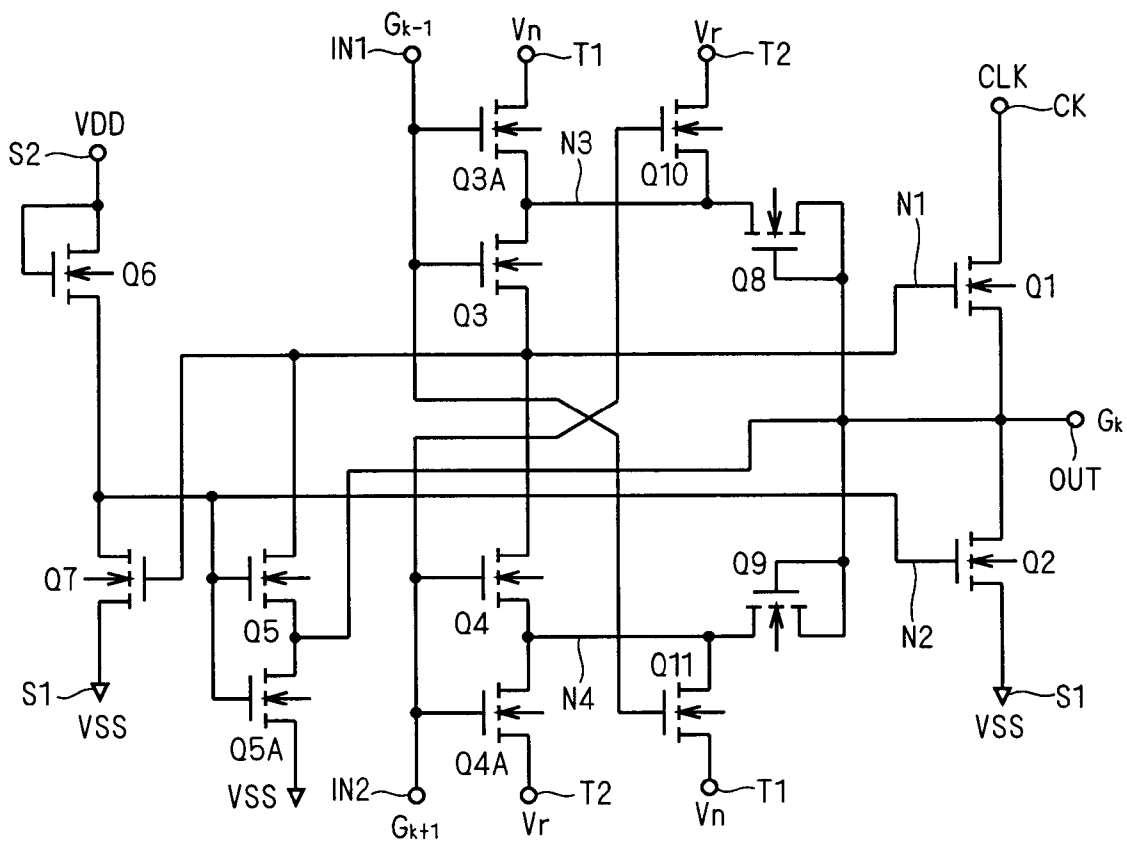 Gk-1
Vn
Vr
IN1
T1
T2
CLK
CK
VDD
S2
N3
Q3A
Q10
N1
Q6
Q8
Q1
Q3
Gk
OUT
Q7
Q9
Q2
Q5
Q4
N2
Q11
S1
N4
S1
VSS
VSS
Q5A
Q4A
VSS
IN2
T2
T1
Gk+1
Vr
Vn